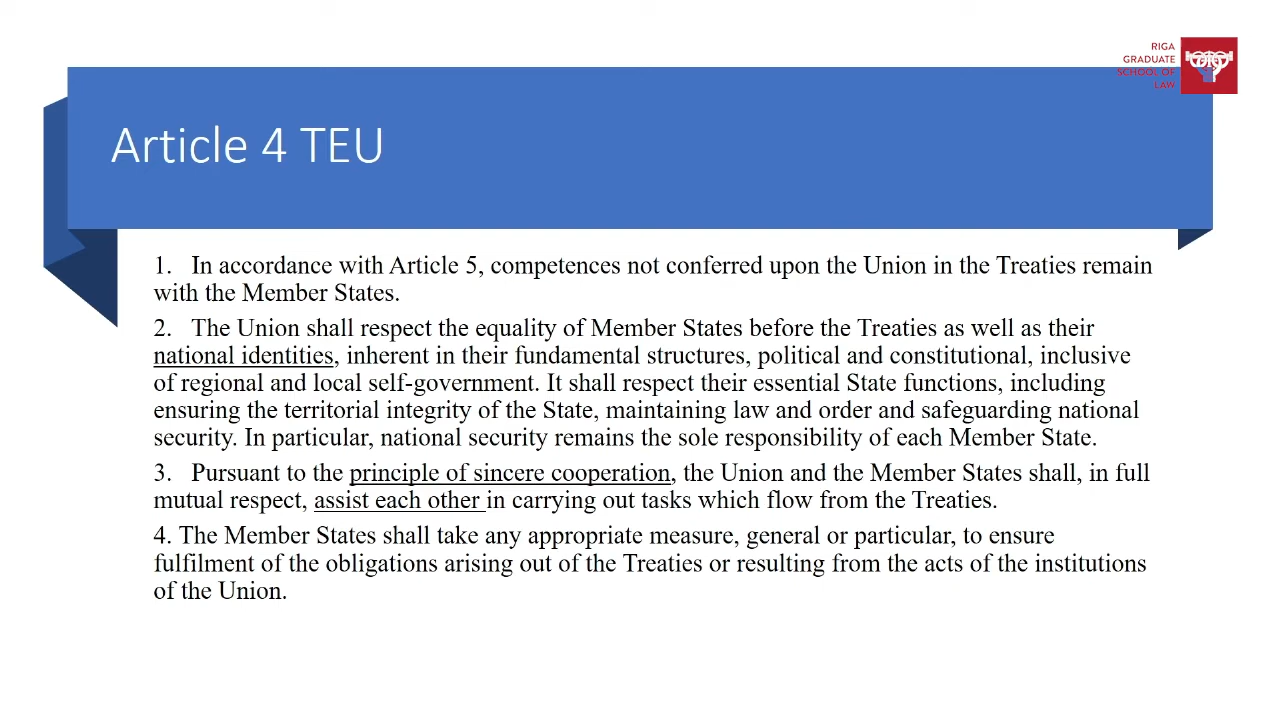 RIGA
GRADUATE
SCHOOL OF
LAW
Article 4 TEU
1. In accordance with Article 5, competences not conferred upon the Union in the Treaties remain
with the Member States.
2. The Union shall respect the equality of Member States before the Treaties as well as their
national identities, inherent in their fundamental structures, political and constitutional, inclusive
of regional and local self-government. It shall respect their essential State functions, including
ensuring the territorial integrity of the State, maintaining law and order and safeguarding national
security. In particular, national security remains the sole responsibility of each Member State.
3. Pursuant to the principle of sincere cooperation, the Union and the Member States shall, in full
mutual respect, assist each other in carrying out tasks which flow from the Treaties.
4. The Member States shall take any appropriate measure, general or particular, to ensure
fulfilment of the obligations arising out of the Treaties or resulting from the acts of the institutions
of the Union.